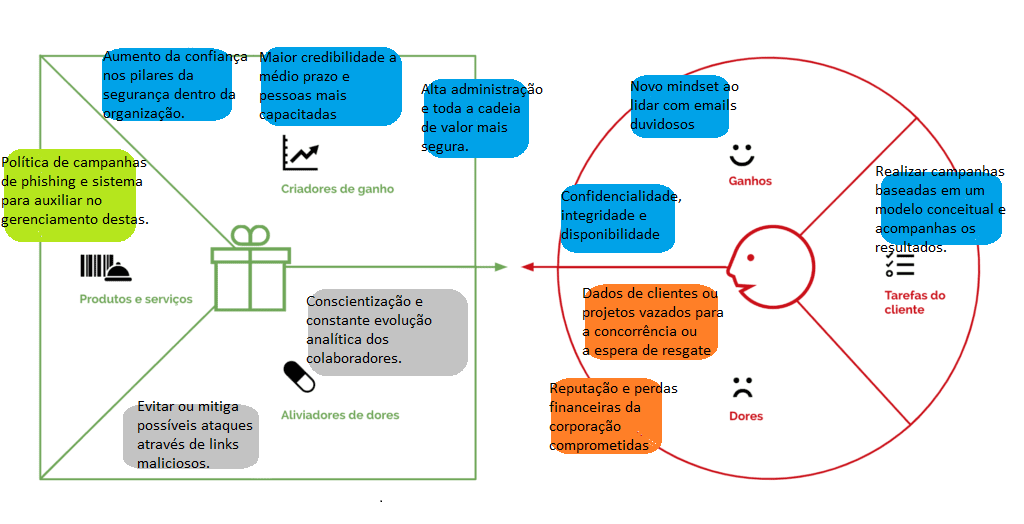 Aumento da confiança
nos pilares da
segurança dentro da
organização.
Maior credibilidade a
médio prazo e
pessoas mais
capacitadas
Alta administração
e toda a cadeia
de valor mais
segura.
Criadores de ganho
Política de campanhas
de phishing e sistema
para auxiliar no
gerenciamento destas.
Produtos e serviços
Conscientização e
constante evolução
analítica dos
colaboradores.
Aliviadores de dores
Evitar ou mitiga
possíveis ataques
através de links
maliciosos.
Novo mindset ao
lidar com emails
duvidosos
Ganhos
Confidencialidade,
integridade e
disponibilidade
Realizar campanhas
baseadas em um
modelo conceitual e
acompanhas os
resultados.
Tarefas do
cliente
Dados de clientes ou
projetos vazados para
a concorrência ou
a espera de resgate
Reputação e perdas
financeiras da
corporação
comprometidas
Dores